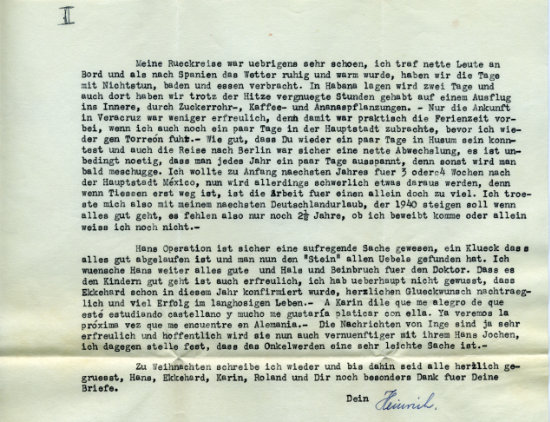 II
Meine Rueckreise war uebrigens sehr schoen, ich traf nette Leute an
Bord und als nach Spanien das Wetter ruhig und warm wurde, haben wir die Tage
mit Nichtstun, baden und essen verbracht. In Habana lagen wird zwei Tage und
auch dort haben wir trotz der Hitze vergnuegte Stunden gehabt auf einem Ausflug
ins Innere, durch Zuckerrohr-, Kaffee- und Ananaspflanzungen. - Nur die Ankunft
in Veracruz war weniger erfreulich, denn damit war praktisch die Ferienzeit vor-
bei, wenn ich auch noch ein paar Tage in der Hauptstadt zubrachte, bevor ich wie-
der gen Torreón fuhr.- Wie gut, dass Du wieder ein paar Tage in Husum sein konn-
test und auch die Reise nach Berlin war sicher eine nette Abwechslung, es ist un-
bedingt noetig, dass man jedes Jahr ein paar Tage ausspannt, denn sonst wird man
bald meschugge. Ich wollte zu Anfang naechsten Jahres fuer 3 oder 4 Wochen nach
der Hauptstadt México, nun wird allerdings schwerlich etwas daraus werden, denn
wenn Tiessen erst weg ist, ist die Arbeit fuer einen allein doch zu viel. Ich troe-
ste mich also mit meinem naechsten Deutschlandurlaub, der 1940 steigen soll wenn
alles gut geht, es fehlen also nur noch 2½ Jahre, ob ich beweibt komme oder allein
weiss ich noch nicht.-
Hans Operation ist sicher eine aufregende Sache gewesen, ein Klueck dass
alles gut abgelaufen ist und man nun den "Stein" allen Uebels gefunden hat. Ich
wuensche Hans weiter alles gute und Hals und Beinbruch fuer den Doktor. Dass es
den Kindern gut geht ist auch erfreulich, ich hab ueberhaupt nicht gewusst, dass
Ekkehard schon in diesem Jahr konfirmiert wurde, herzlichen Glueckwunsch nachtraeg-
lich und viel Erfolg im langhosigen Leben.- A Karin dile que me alegro de que
esté estudiando castellano y mucho me gustaría platicar con ella. Ya veremos la
próxima vez que me encuentre en Alemania.- Die Nachrichten von Inge sind ja sehr
erfreulich und hoffentlich wird sie nun auch vernuenftiger mit ihrem Hans Jochen,
ich dagegen stelle fest, dass das Onkelwerden eine sehr leichte Sache ist.-
Zu Weihnachten schreibe ich wieder und bis dahin seid alle herzlich ge-
gruesst, Hans, Ekkehard, Karin, Roland und Dir noch besonders Dank fuer Deine
Briefe.
Dein Heinrich.